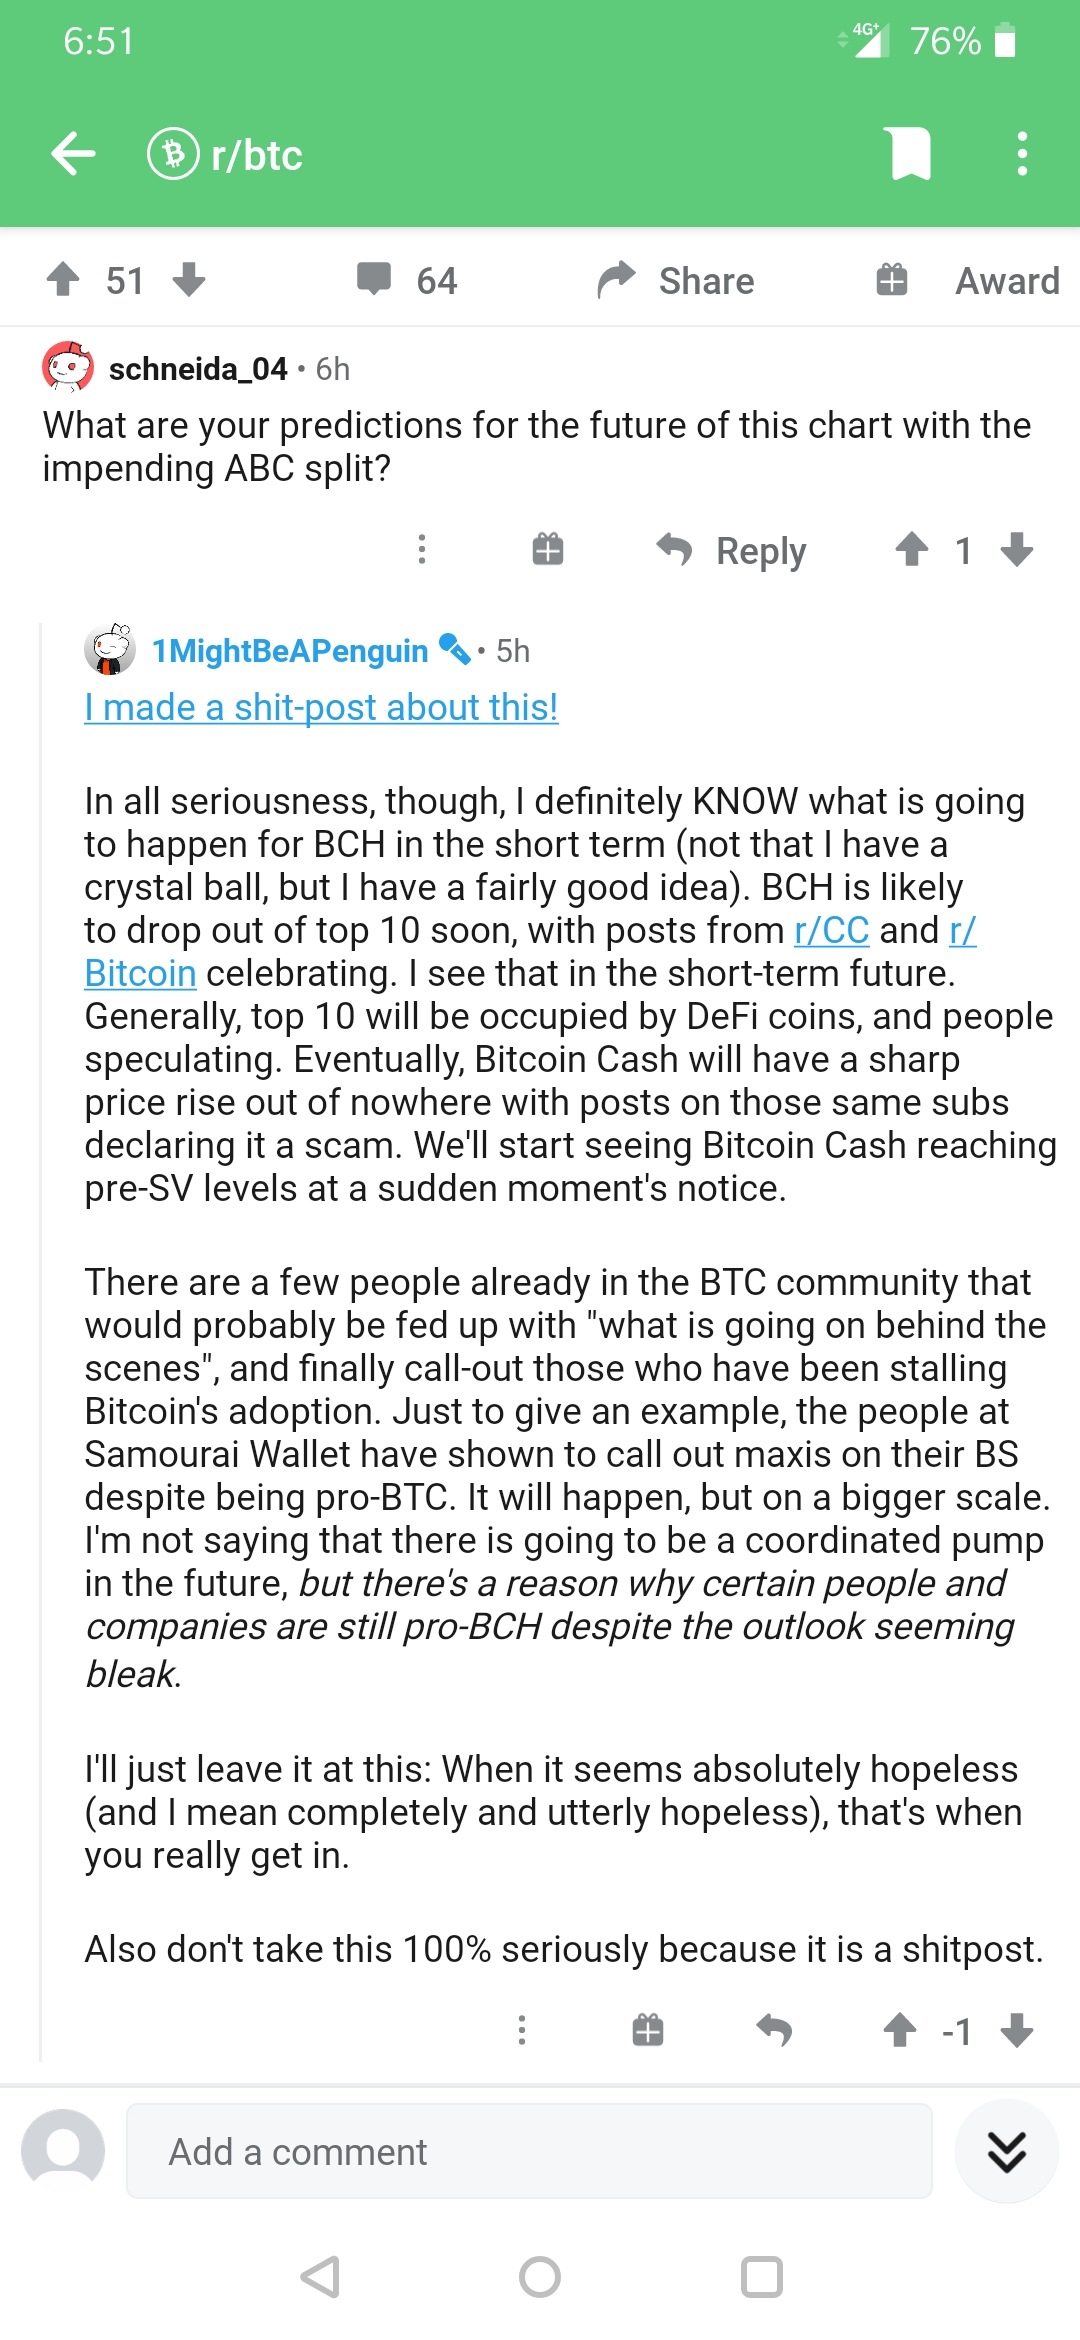 6:51
4G+ 76%
r/btc
51 64 Share Award
schneida_04 • 6h
What are your predictions for the future of this chart with the
impending ABC split?
Reply 1
1MightBeAPenguin • 5h
I made a shit-post about this!
In all seriousness, though, I definitely KNOW what is going
to happen for BCH in the short term (not that I have a
crystal ball, but I have a fairly good idea). BCH is likely
to drop out of top 10 soon, with posts from r/CC and r/
Bitcoin celebrating. I see that in the short-term future.
Generally, top 10 will be occupied by DeFi coins, and people
speculating. Eventually, Bitcoin Cash will have a sharp
price rise out of nowhere with posts on those same subs
declaring it a scam. We'll start seeing Bitcoin Cash reaching
pre-SV levels at a sudden moment's notice.
There are a few people already in the BTC community that
would probably be fed up with "what is going on behind the
scenes", and finally call-out those who have been stalling
Bitcoin's adoption. Just to give an example, the people at
Samourai Wallet have shown to call out maxis on their BS
despite being pro-BTC. It will happen, but on a bigger scale.
I'm not saying that there is going to be a coordinated pump
in the future, but there's a reason why certain people and
companies are still pro-BCH despite the outlook seeming
bleak.
I'll just leave it at this: When it seems absolutely hopeless
(and I mean completely and utterly hopeless), that's when
you really get in.
Also don't take this 100% seriously because it is a shitpost.
-1
Add a comment